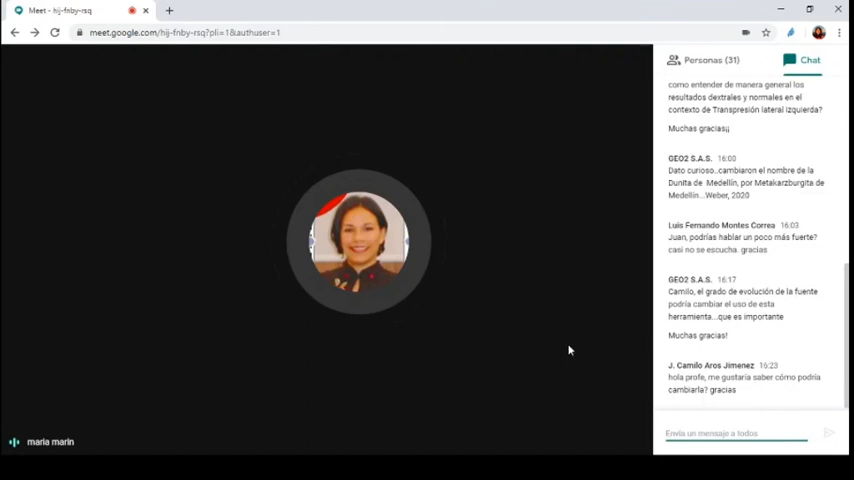 Meet - hij-fnby-rsq
meet.google.com/hij-fnby-rsq?pli=1&authuser=1
Personas (31)
Chat
como entender de manera general los
resultados dextrales y normales en el
contexto de Transpresión lateral Izquierda?
Muchas gracias¡¡
GEO2 S.A.S. 16:00
Dato curioso..cambiaron el nombre de la
Dunita de Medellín, por Metakarzburgita de
Medellín...Weber, 2020
Luis Fernando Montes Correa 16:03
Juan, podrías hablar un poco más fuerte?
casi no se escucha. gracias
GEO2 S.A.S. 16:17
Camilo, el grado de evolución de la fuente
podría cambiar el uso de esta
herramienta...que es importante
Muchas gracias!
J. Camilo Aros Jimenez 16:23
hola profe, me gustaría saber cómo podría
cambiarla? gracias
Envía un mensaje a todos
maria marin